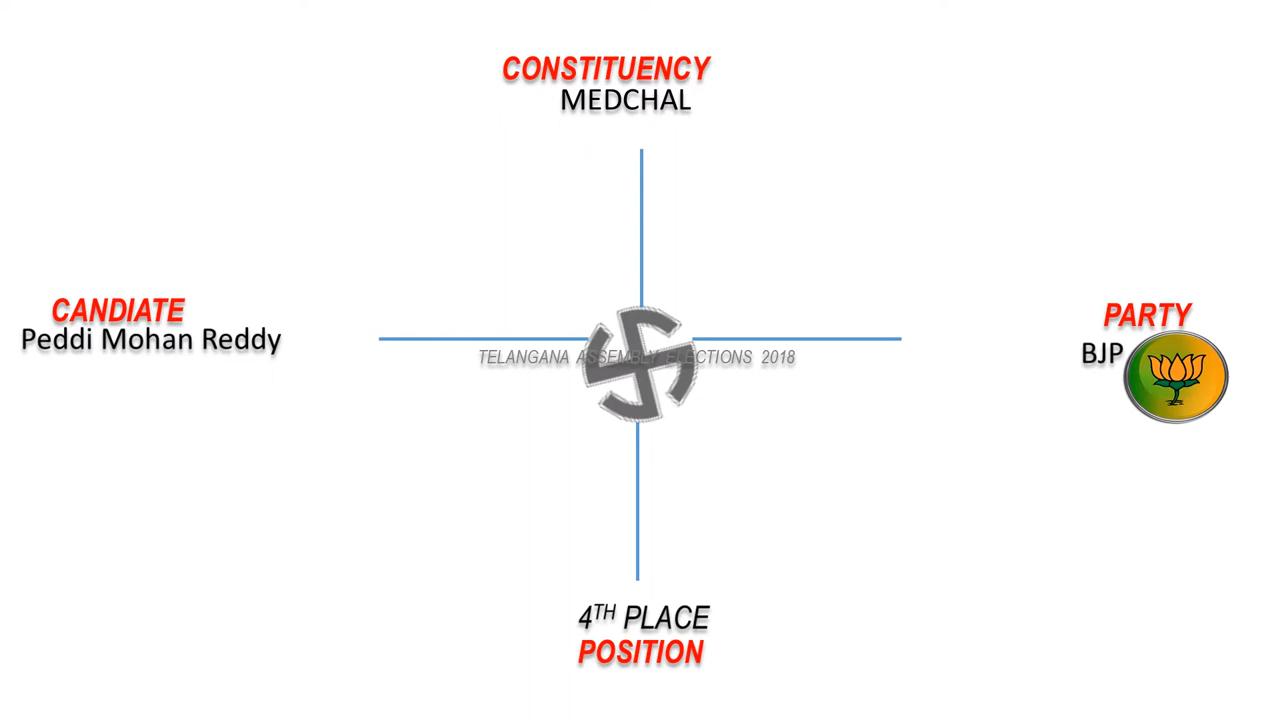 CONSTITUENCY
MEDCHAL
CANDIATE
Peddi Mohan Reddy
TELANGANA ASSEMBLY ELECTIONS 2018
PARTY
BJP
4TH PLACE
POSITION